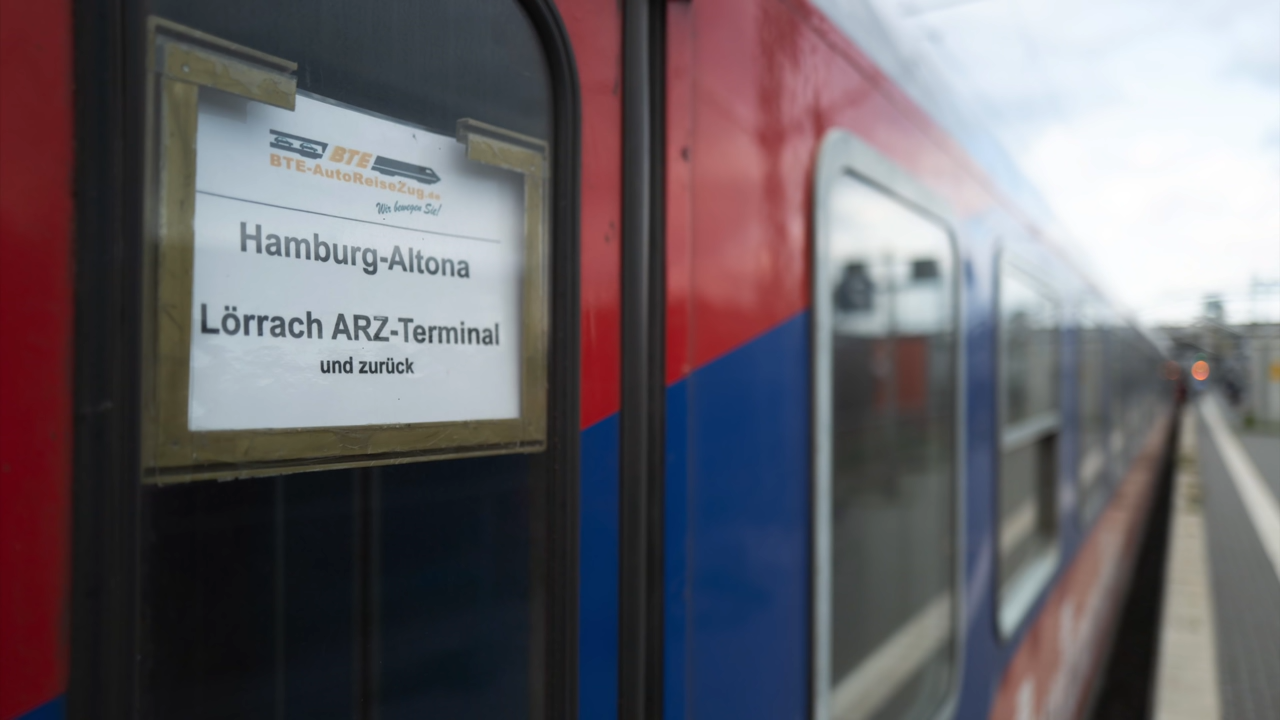 BTE
BTE-AutoReiseZug.de
Wir bewegen Sie!
Hamburg-Altona
Lörrach ARZ-Terminal
und zurück